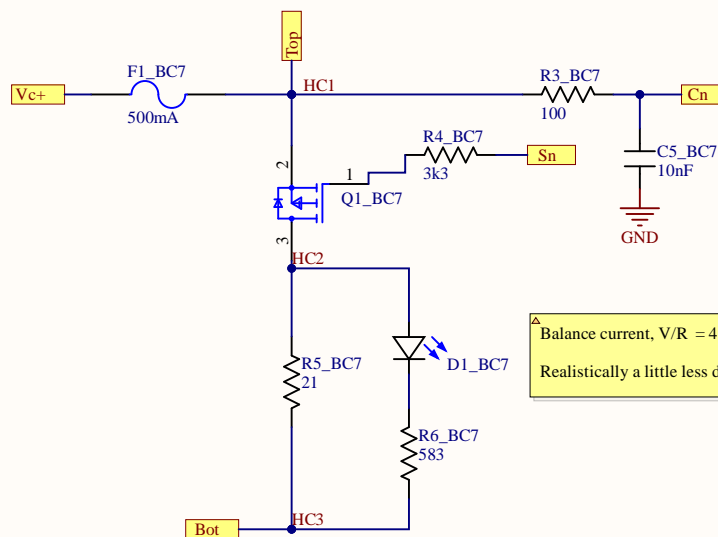 Top
F1_BC7
Vc+
500mA
HC1
R3_BC7
100
Cn
C5_BC7
10nF
GND
R4_BC7
3k3
Sn
2
1
Q1_BC7
3
HC2
R5_BC7
21
D1_BC7
R6_BC7
583
Balance current, V/R = 4
Realistically a little less d
HC3
Bot